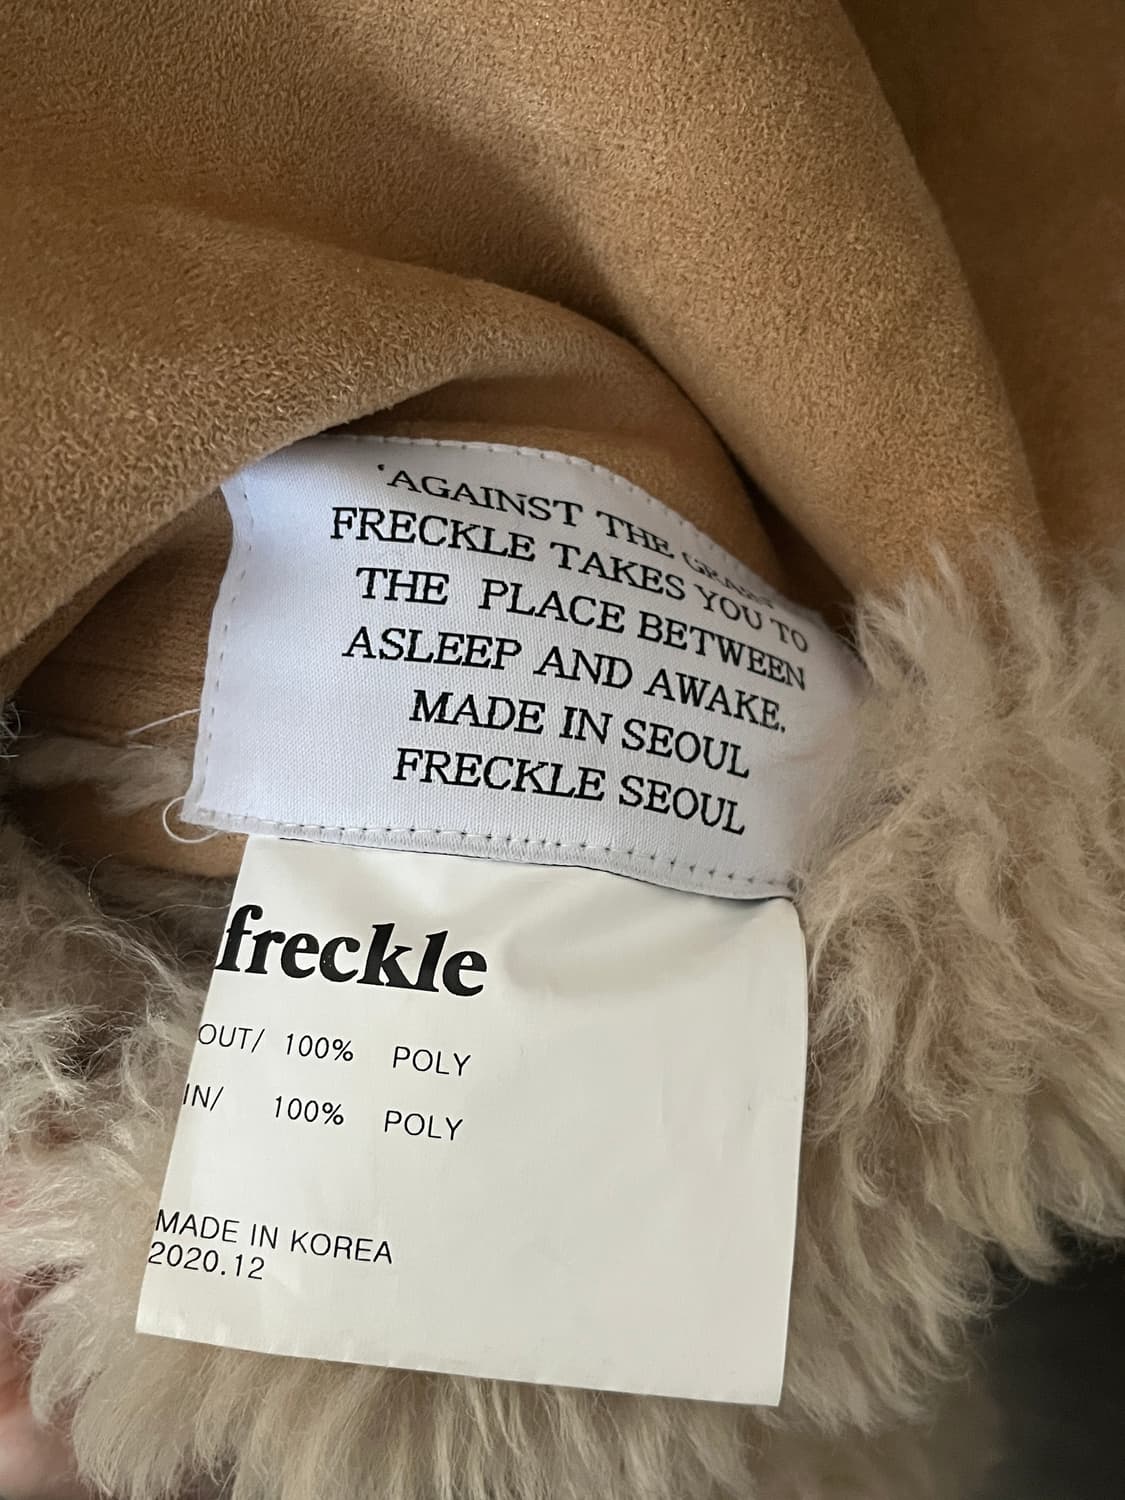 'AGAINST THE
FRECKLE TAKES YOU TO
THE PLACE BETWEEN
ASLEEP AND AWAKE.
MADE IN SEOUL
FRECKLE SEOUL
freckle
OUT/ 100% POLY
IN/ 100% POLY
MADE IN KOREA
2020.12